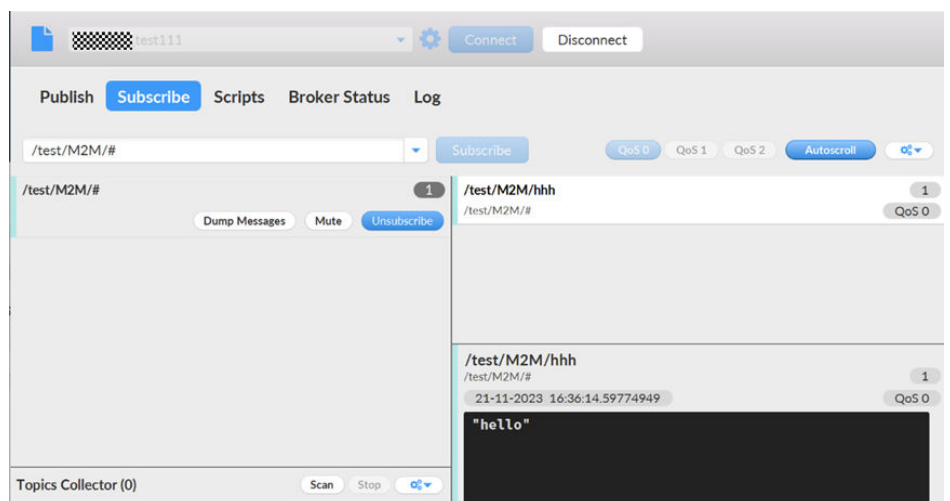 test111 Connect Disconnect
Publish Subscribe Scripts Broker Status Log
/test/M2M/# Subscribe QoS 0 QoS 1 QoS 2 Autoscroll
/test/M2M/# 1
Dump Messages Mute Unsubscribe
/test/M2M/hhh 1
/test/M2M/# QoS 0
/test/M2M/hhh
/test/M2M/# 1
21-11-2023 16:36:14.59774949 QoS 0
"hello"
Topics Collector (0) Scan Stop